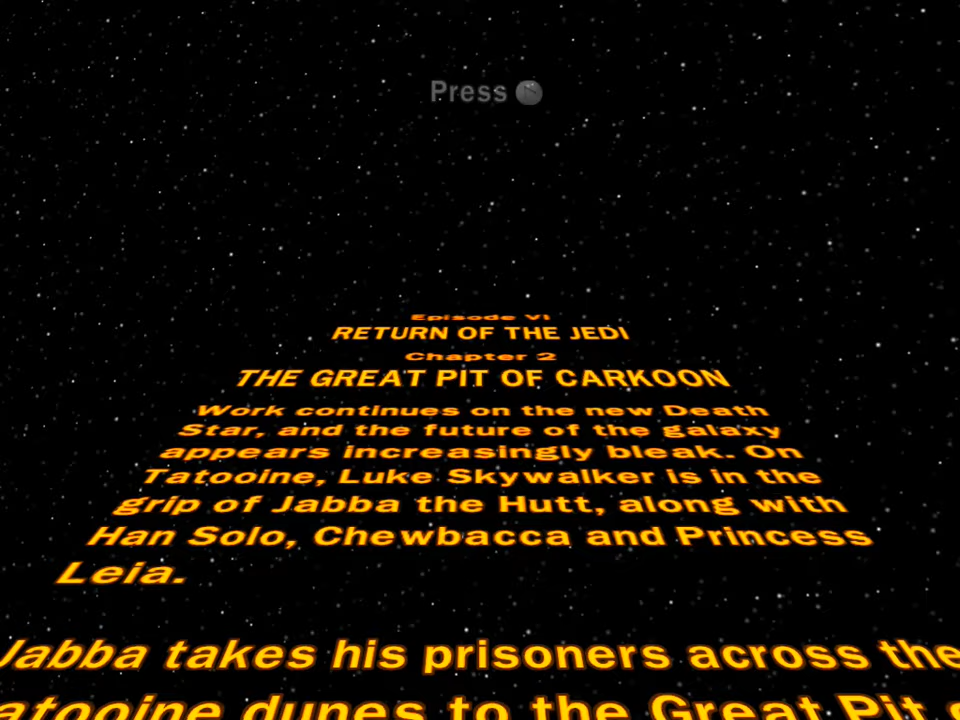 Press
Episode VI
RETURN OF THE JEDI
Chapter 2
THE GREAT PIT OF CARKOON
Work continues on the new Death
Star, and the future of the galaxy
appears increasingly bleak. On
Tatooine, Luke Skywalker is in the
grip of Jabba the Hutt, along with
Han Solo, Chewbacca and Princess
Leia.
Jabba takes his prisoners across the
atooine dunes to the Great Pit